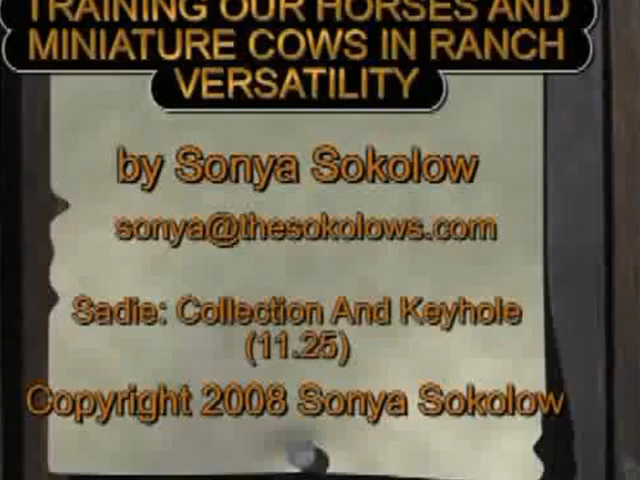 TRAINING OUR HORSES AND
MINIATURE COWS IN RANCH
VERSATILITY
by Sonya Sokolow
sonya@thesokolows.com
Sadie: Collection And Keyhole
(11.25)
Copyright 2008 Sonya Sokolow